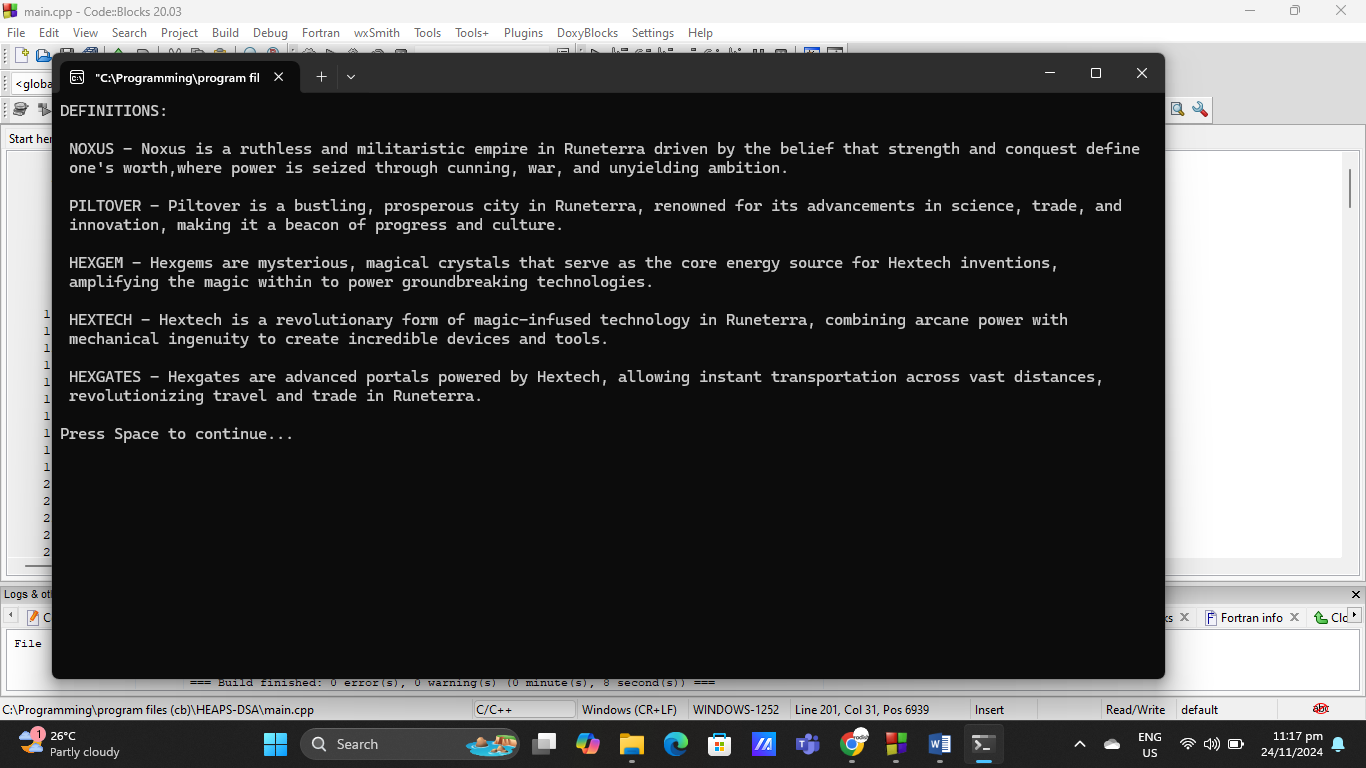 main.cpp - Code::Blocks 20.03
File Edit View Search Project Build Debug Fortran wxSmith Tools Tools+ Plugins DoxyBlocks Settings Help
"C:\Programming\program fil
<globa
DEFINITIONS:
Start her
NOXUS – Noxus is a ruthless and militaristic empire in Runeterra driven by the belief that strength and conquest define
one's worth,where power is seized through cunning, war, and unyielding ambition.
PILTOVER – Piltover is a bustling, prosperous city in Runeterra, renowned for its advancements in science, trade, and
innovation, making it a beacon of progress and culture.
HEXGEM – Hexgems are mysterious, magical crystals that serve as the core energy source for Hextech inventions,
amplifying the magic within to power groundbreaking technologies.
HEXTECH – Hextech is a revolutionary form of magic–infused technology in Runeterra, combining arcane power with
mechanical ingenuity to create incredible devices and tools.
HEXGATES – Hexgates are advanced portals powered by Hextech, allowing instant transportation across vast distances,
revolutionizing travel and trade in Runeterra.
Press Space to continue...
Logs & ot
Fortran info
File
=== Build finished: 0 error(s), 0 warning(s) (0 minute(s), 8 second(s)) ===
C:\Programming\program files (cb)\HEAPS-DSA\main.cpp C/C++ Windows (CR+LF) WINDOWS-1252 Line 201, Col 31, Pos 6939 Insert Read/Write default
1 26°C
Partly cloudy
Search
ENG
US
11:17 pm
24/11/2024